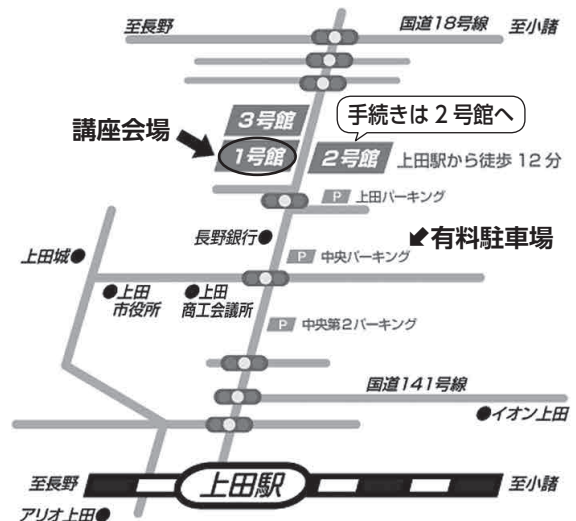 至長野
国道18号線
至小諸
3号館
手続きは2号館へ
講座会場
1号館
2号館
上田駅から徒歩12分
P 上田パーキング
長野銀行
有料駐車場
上田城
P 中央パーキング
上田
市役所
上田
商工会議所
P 中央第2パーキング
国道141号線
イオン上田
至長野
上田駅
至小諸
アリオ上田